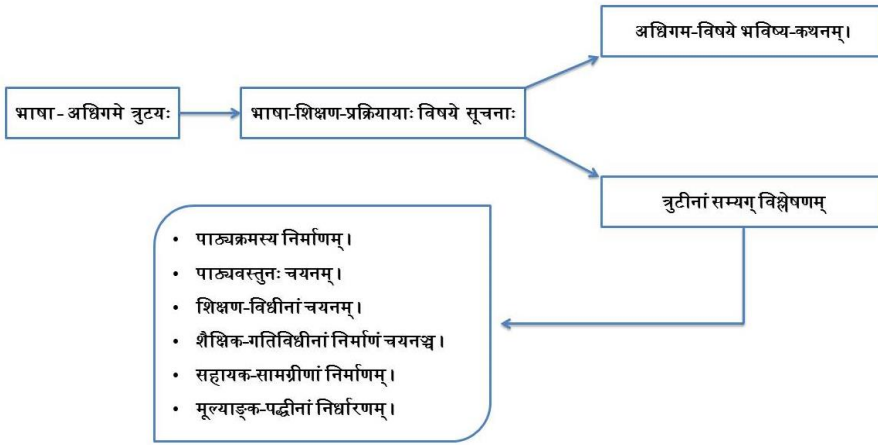 अधिगम-विषये भविष्य-कथनम्।
भाषा - अधिगमे त्रुटयः
भाषा-शिक्षण-प्रक्रियायाः विषये सूचनाः
त्रुटीनां सम्यग् विश्लेषणम्
• पाठ्यक्रमस्य निर्माणम्।
• पाठ्यवस्तुनः चयनम्।
• शिक्षण-विधीनां चयनम्।
• शैक्षिक-गतिविधीनां निर्माणं चयनञ्च।
• सहायक-सामग्रीणां निर्माणम्।
• मूल्याङ्क-पद्धीनां निर्धारणम्।